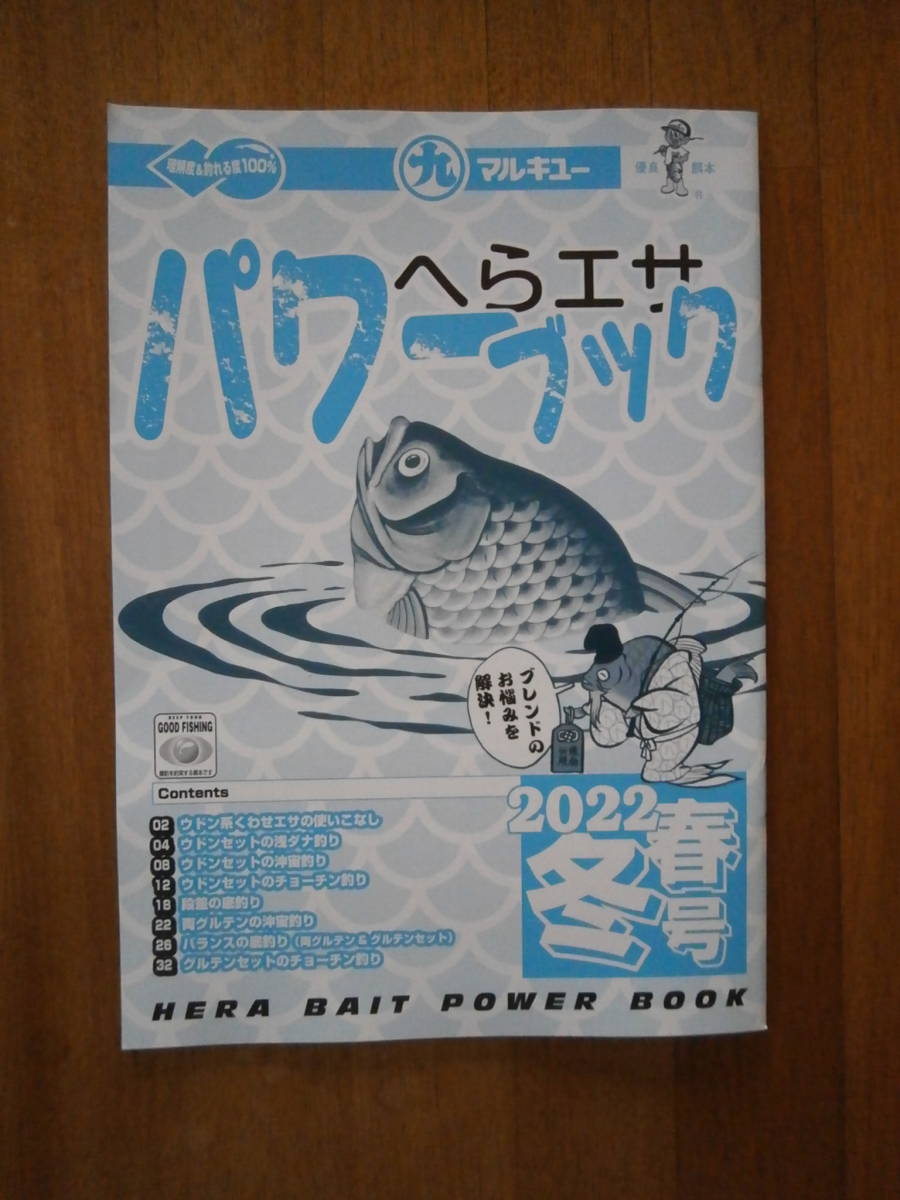 理解度&釣れる度100%
九 マルキュー
優良 餌本
へらエサ
パワーブック
ブレンドの
お悩みを
解決!
KEEP YOUR
GOOD FISHING
Contents
02 ウドン系くわせエサの使いこなし
04 ウドンセットの浅ダナ釣り
08 ウドンセットの沖宙釣り
12 ウドンセットのチョーチン釣り
18 段差の底釣り
22 両グルテンの沖宙釣り
26 バランスの底釣り(両グルテン&グルテンセット)
32 グルテンセットのチョーチン釣り
2022
冬春号
HERA BAIT POWER BOOK